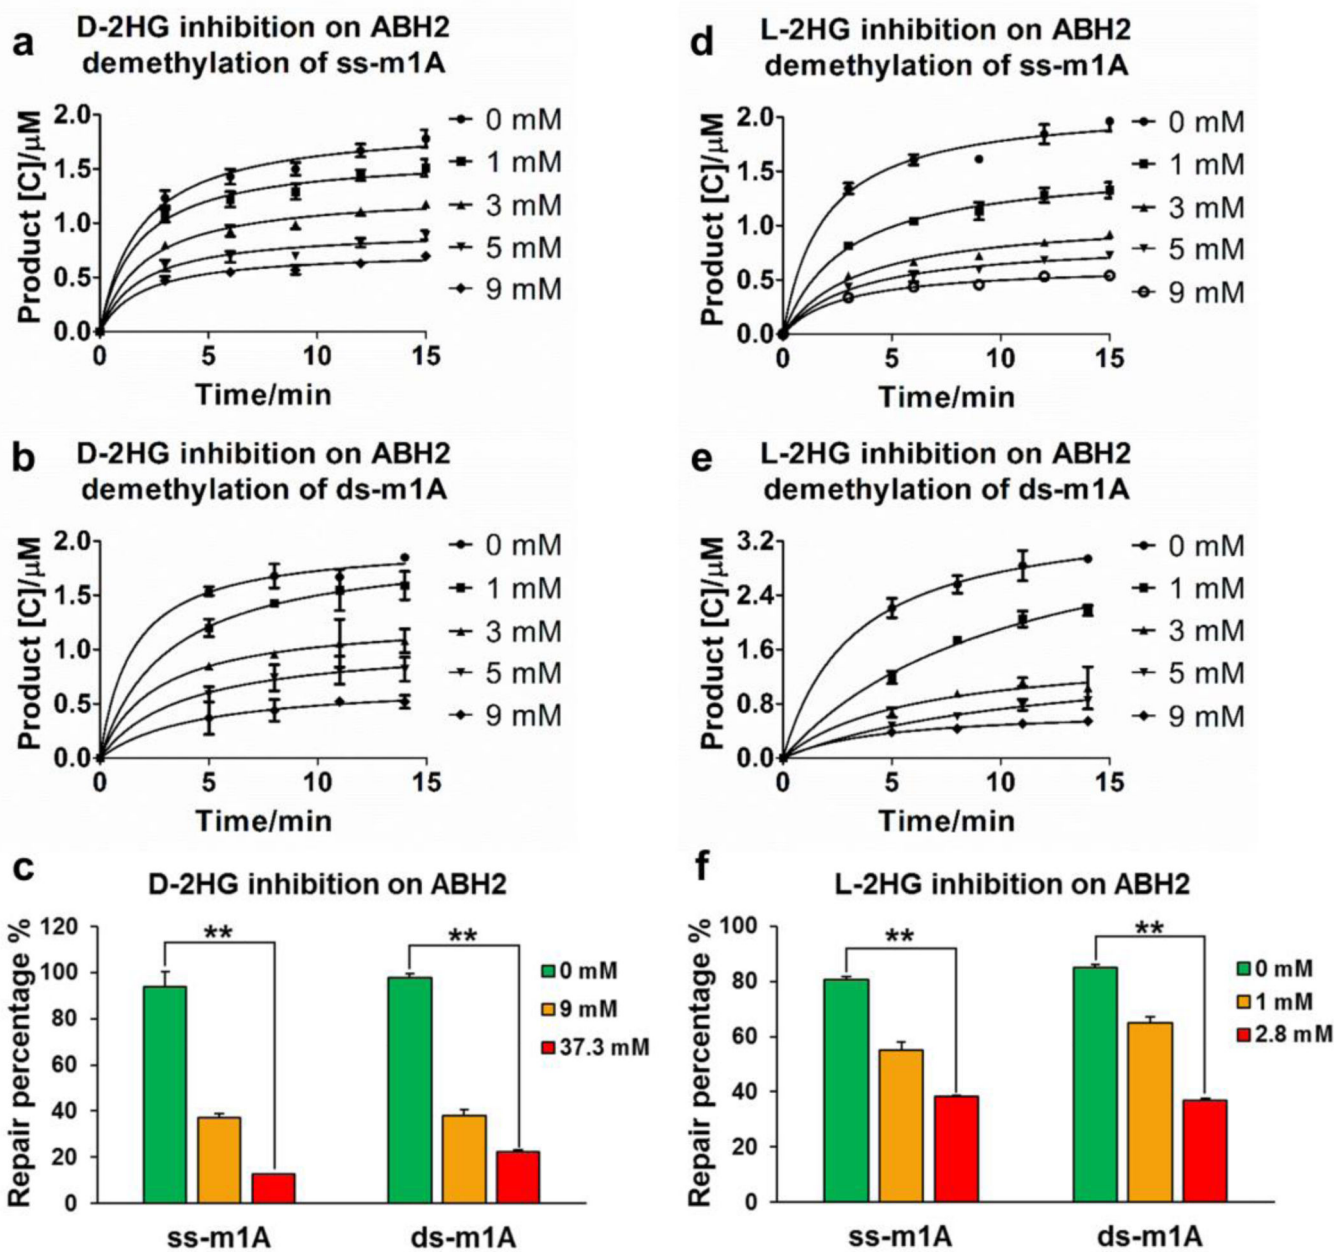 a
D-2HG inhibition on ABH2
demethylation of ss-m1A
Product [C]/μM
2.0
1.5
1.0
0.5
0.0
0
5
10
15
Time/min
0 mM
1 mM
3 mM
5 mM
9 mM
d
L-2HG inhibition on ABH2
demethylation of ss-m1A
Product [C]/μM
2.0
1.5
1.0
0.5
0.0
0
5
10
15
Time/min
0 mM
1 mM
3 mM
5 mM
9 mM
b
D-2HG inhibition on ABH2
demethylation of ds-m1A
Product [C]/μM
2.0
1.5
1.0
0.5
0.0
0
5
10
15
Time/min
0 mM
1 mM
3 mM
5 mM
9 mM
e
L-2HG inhibition on ABH2
demethylation of ds-m1A
Product [C]/μM
3.2
2.4
1.6
0.8
0.0
0
5
10
15
Time/min
0 mM
1 mM
3 mM
5 mM
9 mM
c
D-2HG inhibition on ABH2
Repair percentage %
120
100
80
60
40
20
0
**
**
0 mM
9 mM
37.3 mM
ss-m1A
ds-m1A
f
L-2HG inhibition on ABH2
Repair percentage %
100
80
60
40
20
0
**
**
0 mM
1 mM
2.8 mM
ss-m1A
ds-m1A